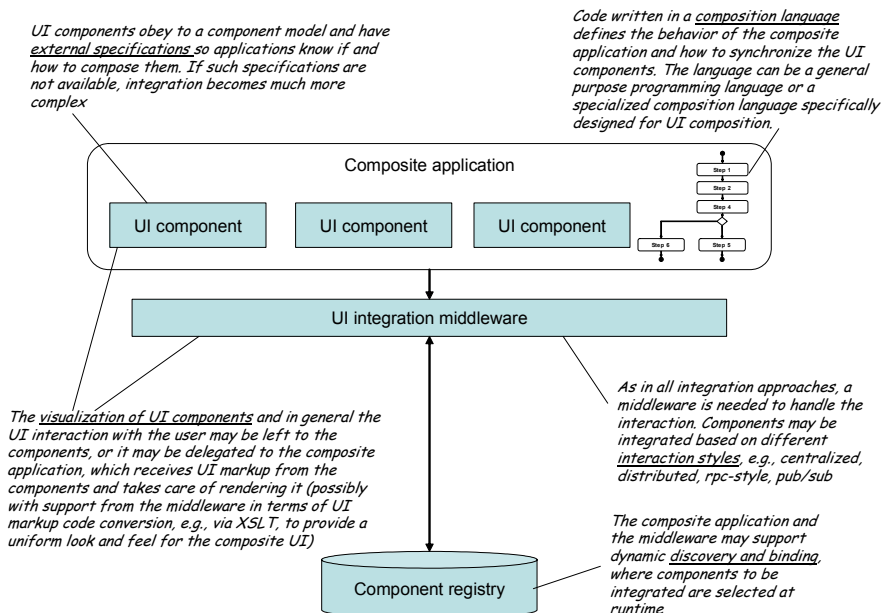 UI components obey to a component model and have
external specifications so applications know if and
how to compose them. If such specifications are
not available, integration becomes much more
complex
Code written in a composition language
defines the behavior of the composite
application and how to synchronize the UI
components. The language can be a general
purpose programming language or a
specialized composition language specifically
designed for UI composition.
Composite application
Step 1
Step 2
Step 4
Step 6
Step 5
UI component
UI component
UI component
UI integration middleware
The visualization of UI components and in general the
UI interaction with the user may be left to the
components, or it may be delegated to the composite
application, which receives UI markup from the
components and takes care of rendering it (possibly
with support from the middleware in terms of UI
markup code conversion, e.g., via XSLT, to provide a
uniform look and feel for the composite UI)
As in all integration approaches, a
middleware is needed to handle the
interaction. Components may be
integrated based on different
interaction styles, e.g., centralized,
distributed, rpc-style, pub/sub
The composite application and
the middleware may support
dynamic discovery and binding,
where components to be
integrated are selected at
runtime
Component registry